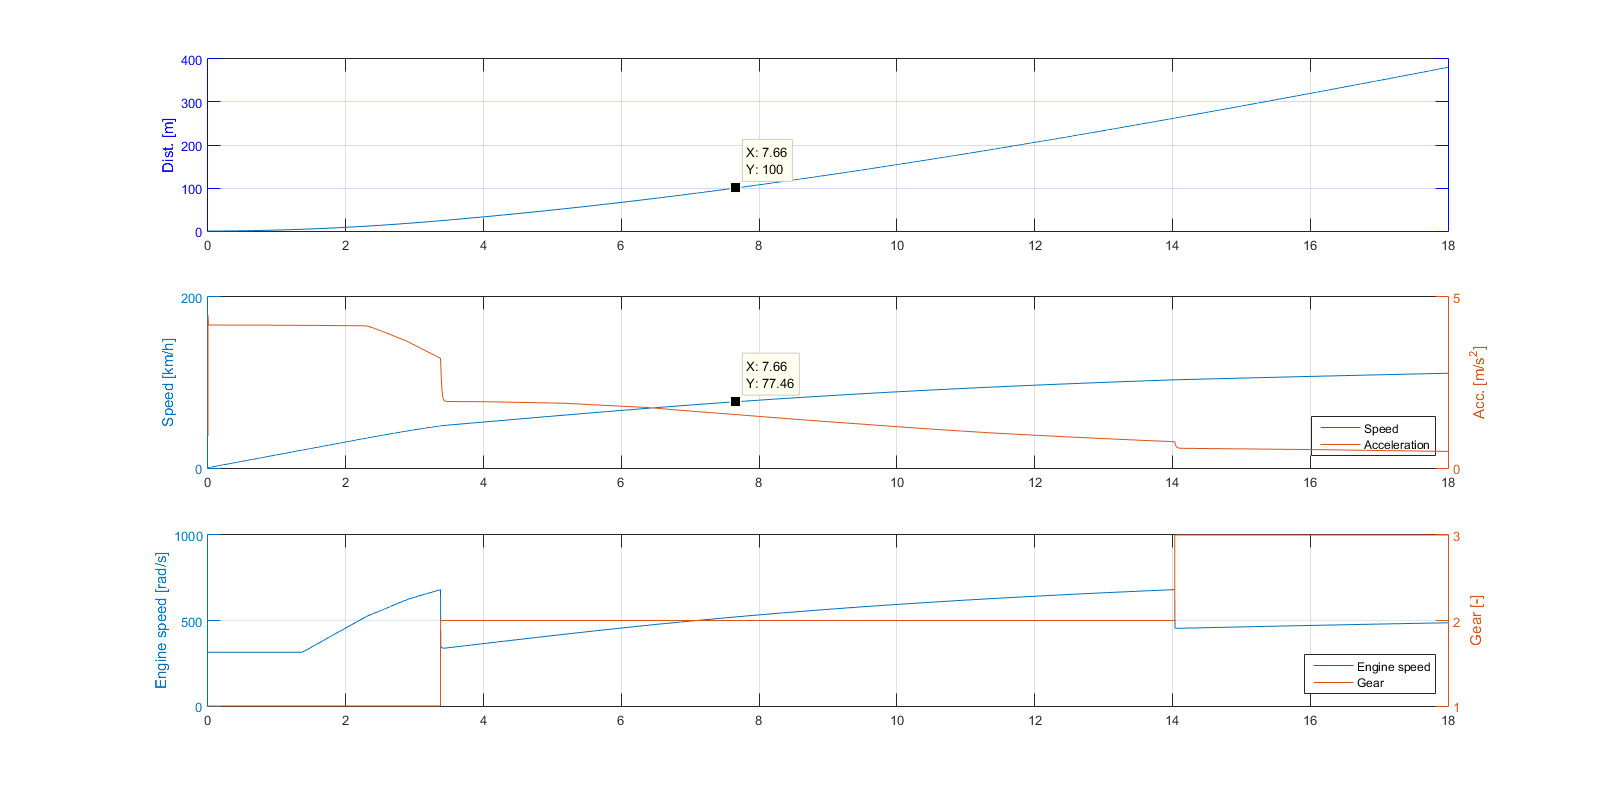 400
300
200
100
0
Dist. [m]
X: 7.66
Y: 100
0 2 4 6 8 10 12 14 16 18
200
0
Speed [km/h]
X: 7.66
Y: 77.46
5
0
Acc. [m/s²]
Speed
Acceleration
0 2 4 6 8 10 12 14 16 18
1000
500
0
Engine speed [rad/s]
3
2
1
Gear [-]
Engine speed
Gear
0 2 4 6 8 10 12 14 16 18